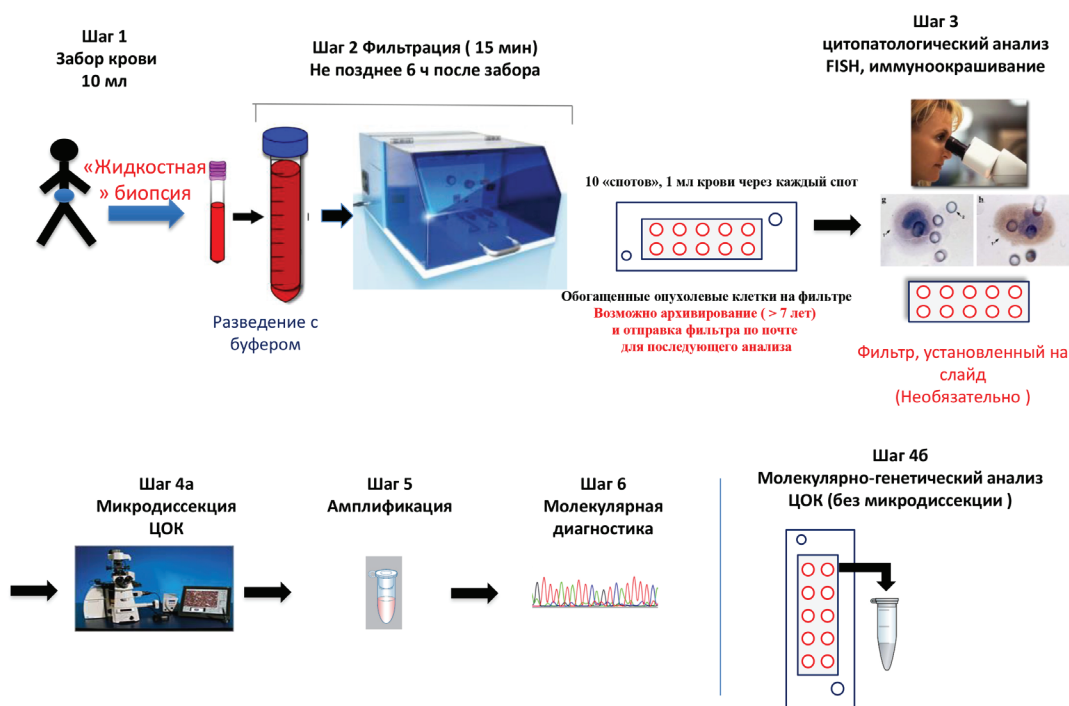 Шаг 1
Забор крови
10 мл
Шаг 2 Фильтрация ( 15 мин)
Не позднее 6 ч после забора
Шаг 3
цитопатологический анализ
FISH, иммуноокрашивание
«Жидкостная
» биопсия
Разведение с
буфером
10 «спотов», 1 мл крови через каждый спот
Обогащенные опухолевые клетки на фильтре
Возможно архивирование ( > 7 лет)
и отправка фильтра по почте
для последующего анализа
g
h
Фильтр, установленный на
слайд
(Необязательно )
Шаг 4а
Микродиссекция
ЦОК
Шаг 5
Амплификация
Шаг 6
Молекулярная
диагностика
Шаг 4б
Молекулярно-генетический анализ
ЦОК (без микродиссекции )